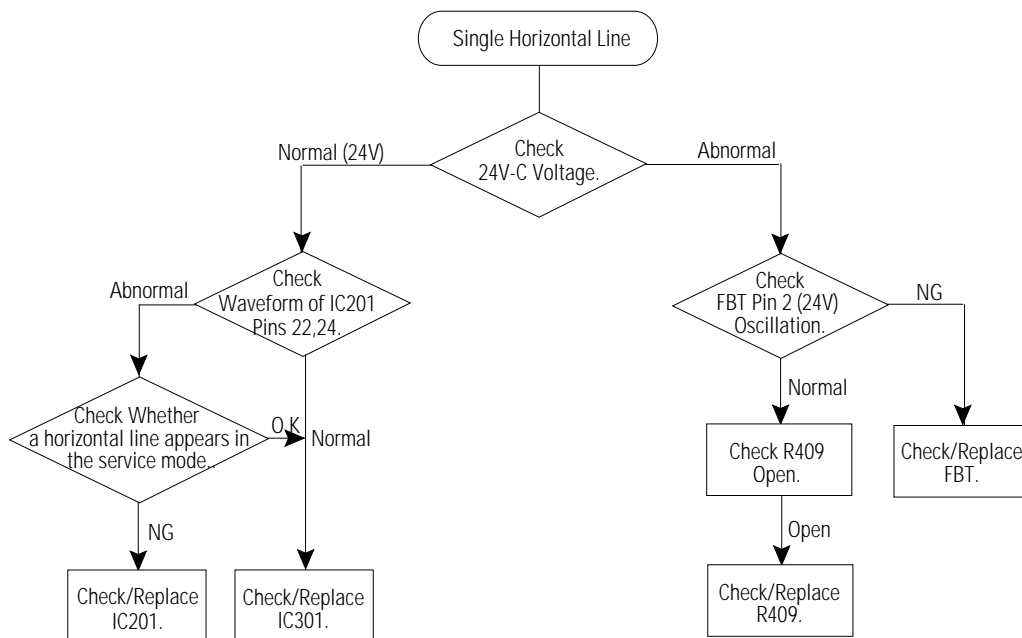 Single Horizontal Line
Check
24V-C Voltage.
Normal (24V)
Abnormal
Check
Waveform of IC201
Pins 22,24.
Abnormal
Check
FBT Pin 2 (24V)
Oscillation.
NG
Normal
Check Whether
a horizontal line appears in
the service mode..
O.K
Normal
Check R409
Open.
Check/Replace
FBT.
NG
Open
Check/Replace
IC201.
Check/Replace
IC301.
Check/Replace
R409.